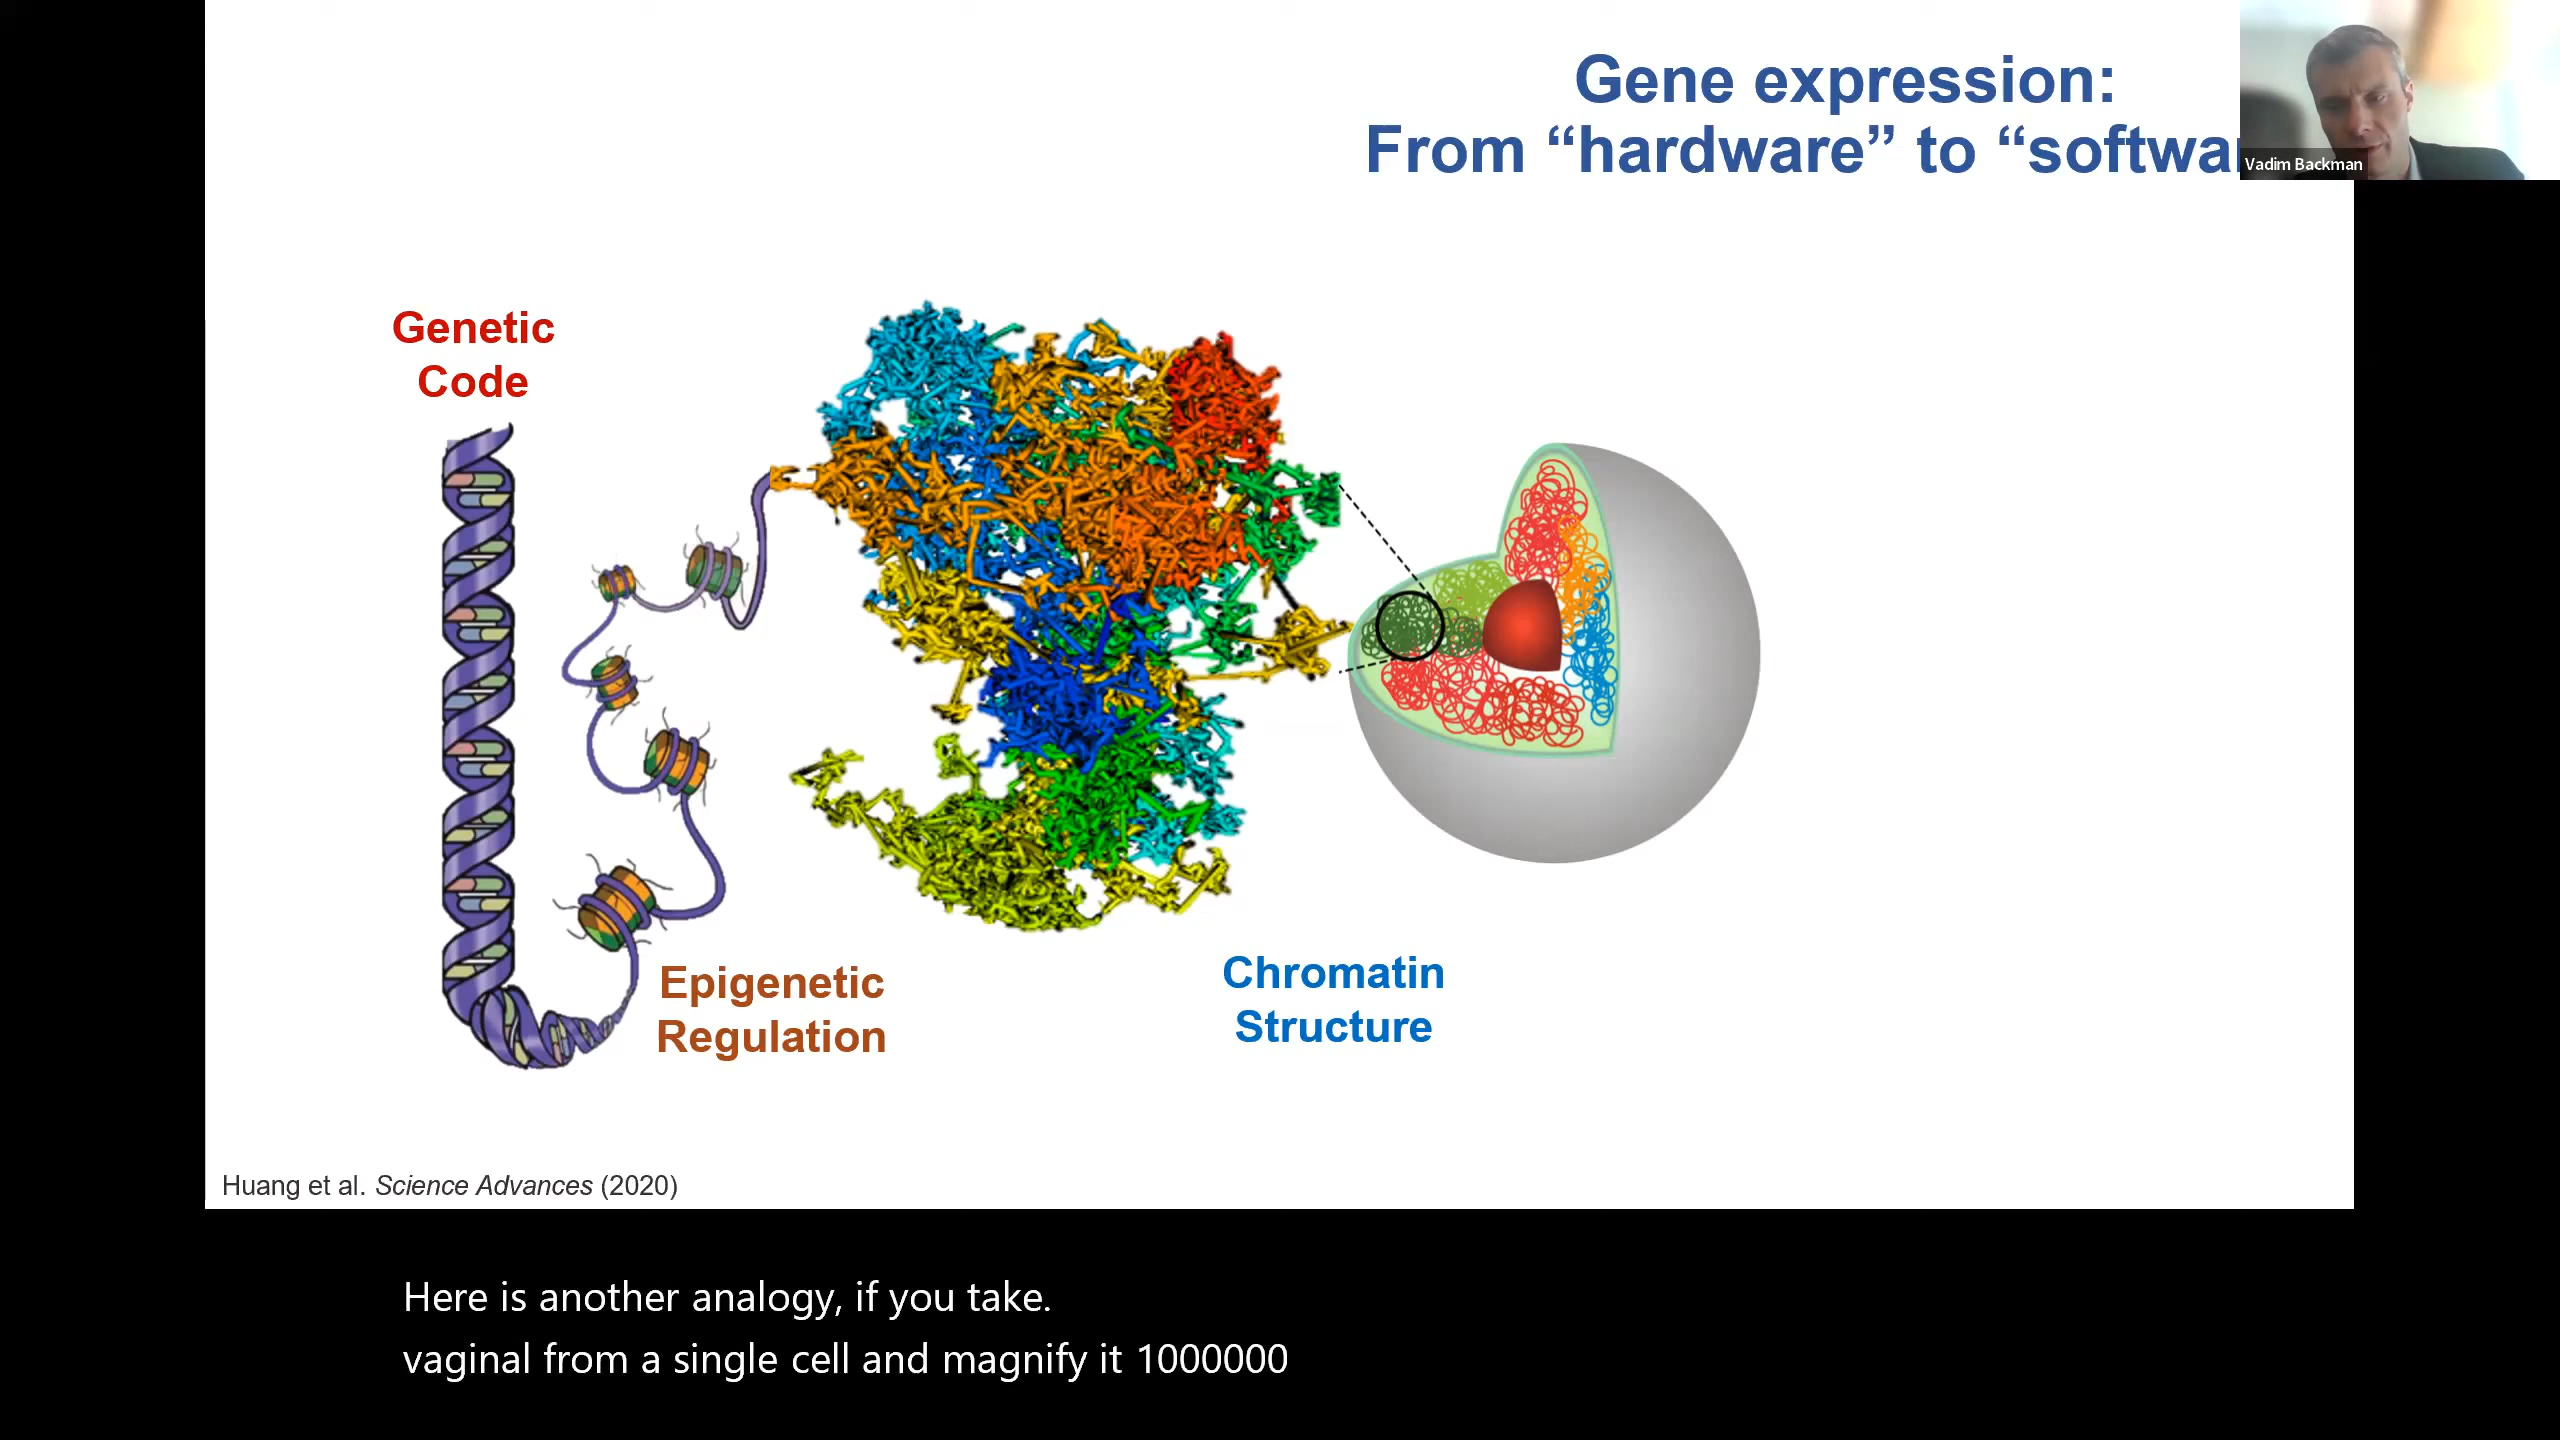 Gene expression:
From “hardware” to “softwar
Vadim Backman
Genetic
Code
Epigenetic
Regulation
Chromatin
Structure
Huang et al. Science Advances (2020)
Here is another analogy, if you take.
vaginal from a single cell and magnify it 1000000